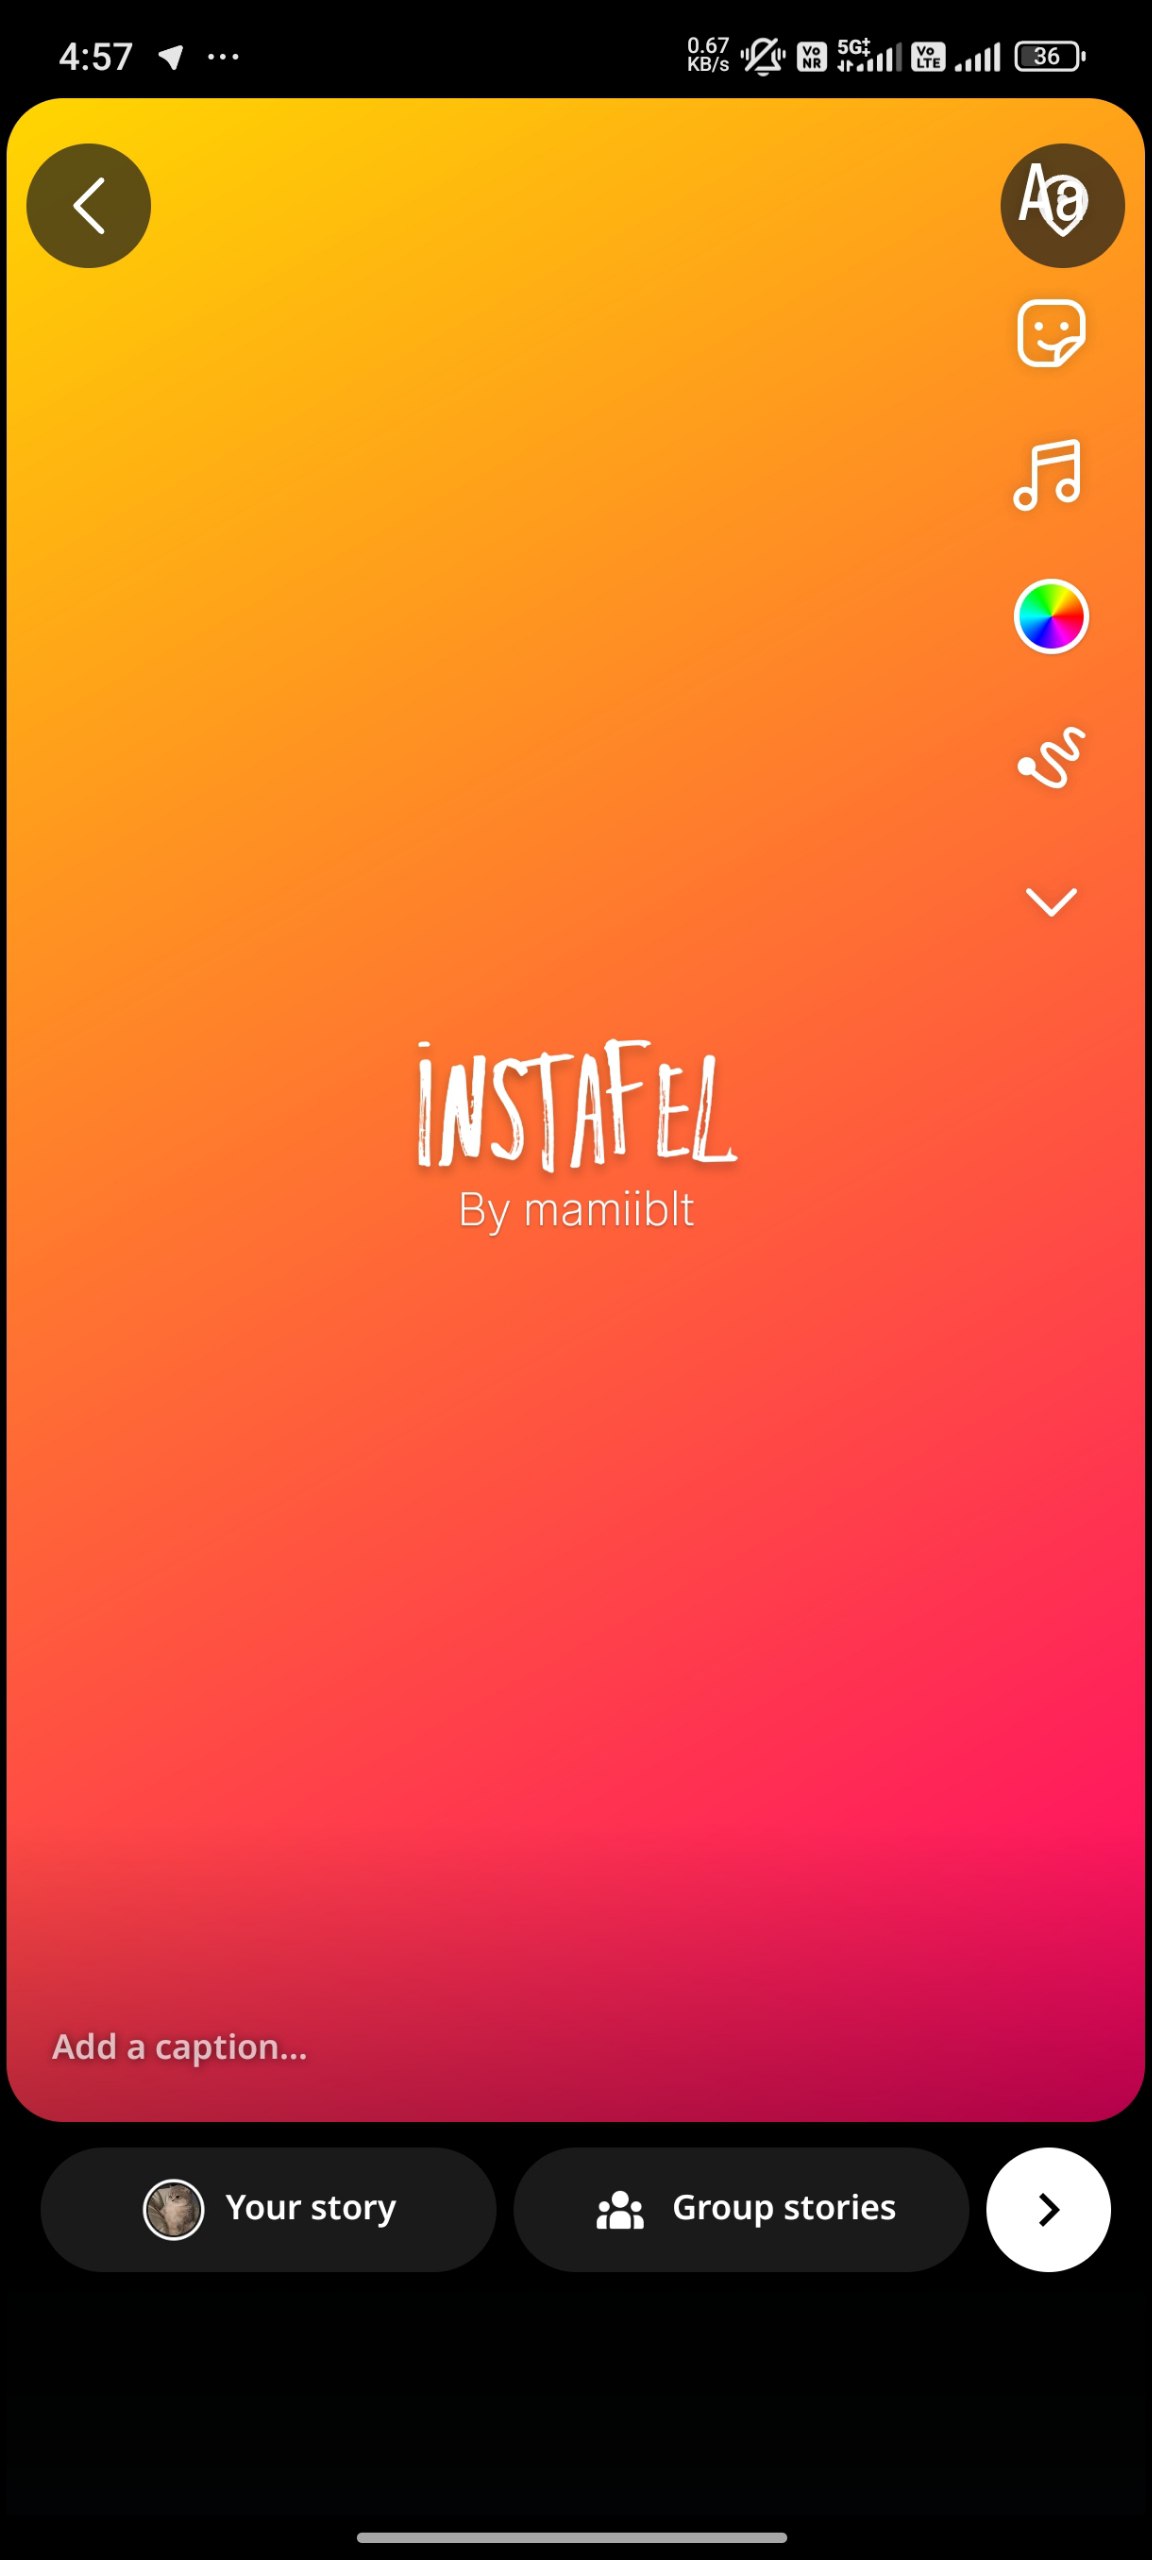 4:57
0.67
KB/s
Vo
NR
5G‡
Vo
LTE
36
Aa
iNSTAFEL
By mamiiblt
Add a caption...
Your story
Group stories